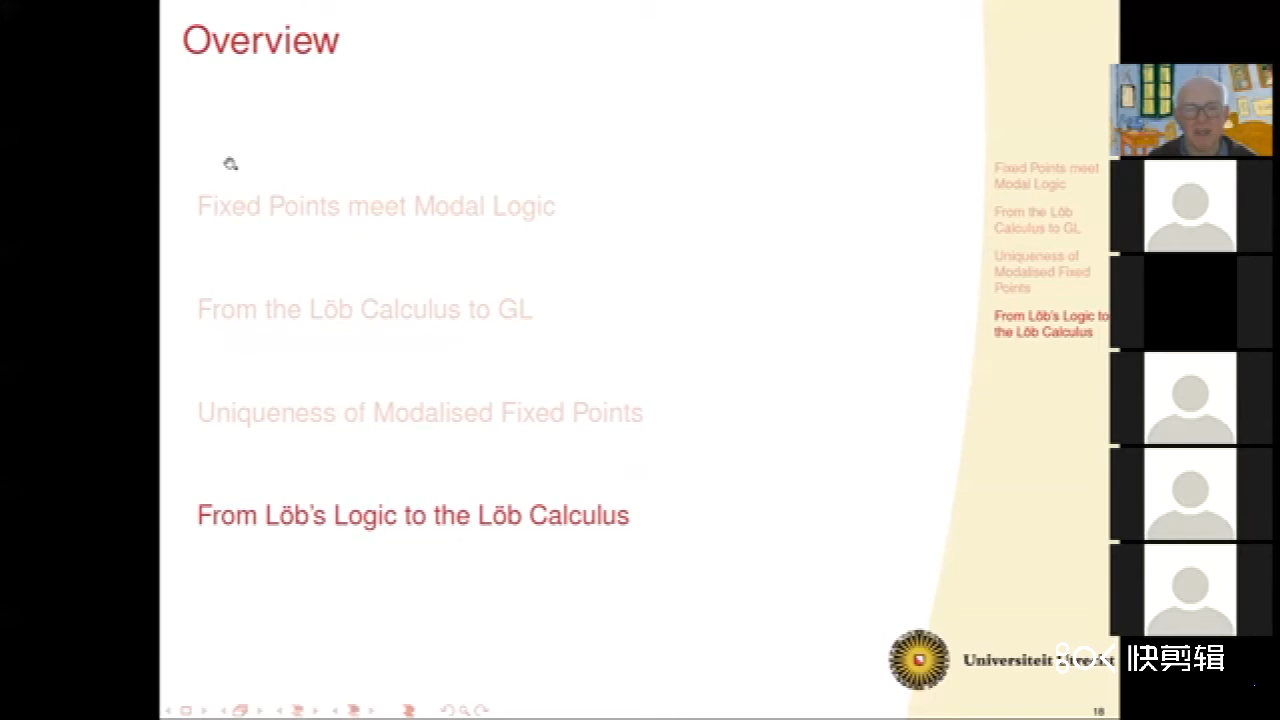 Overview
Fixed Points meet Modal Logic
From the Löb Calculus to GL
Uniqueness of Modalised Fixed Points
From Löb's Logic to the Löb Calculus
Fixed Points meet
Modal Logic
From the Löb
Calculus to GL
Uniqueness of
Modalised Fixed
Points
From Löb's Logic to
the Löb Calculus
Universiteit Utrecht
快剪辑
18